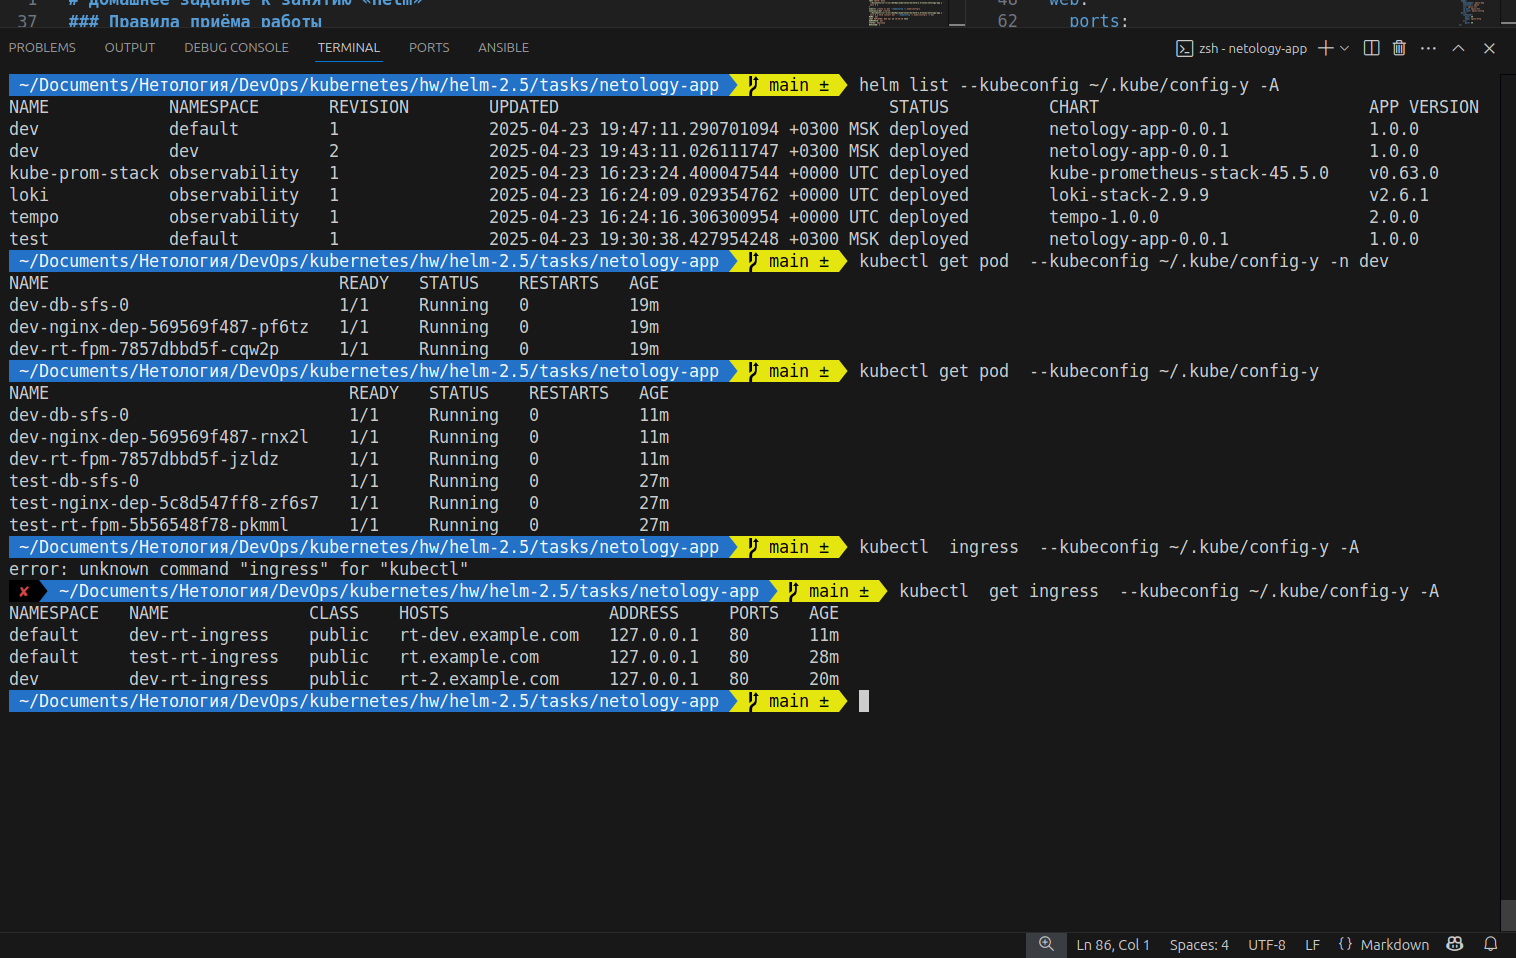 1 # Домашнее задание к занятию «Helm»
37 ### Правила приёма работы
48 web:
62 ports:
PROBLEMS OUTPUT DEBUG CONSOLE TERMINAL PORTS ANSIBLE zsh - netology-app
~/Documents/Нетология/DevOps/kubernetes/hw/helm-2.5/tasks/netology-app main ± helm list --kubeconfig ~/.kube/config-y -A
NAME NAMESPACE REVISION UPDATED STATUS CHART APP VERSION
dev default 1 2025-04-23 19:47:11.290701094 +0300 MSK deployed netology-app-0.0.1 1.0.0
dev dev 2 2025-04-23 19:43:11.026111747 +0300 MSK deployed netology-app-0.0.1 1.0.0
kube-prom-stack observability 1 2025-04-23 16:23:24.400047544 +0000 UTC deployed kube-prometheus-stack-45.5.0 v0.63.0
loki observability 1 2025-04-23 16:24:09.029354762 +0000 UTC deployed loki-stack-2.9.9 v2.6.1
tempo observability 1 2025-04-23 16:24:16.306300954 +0000 UTC deployed tempo-1.0.0 2.0.0
test default 1 2025-04-23 19:30:38.427954248 +0300 MSK deployed netology-app-0.0.1 1.0.0
~/Documents/Нетология/DevOps/kubernetes/hw/helm-2.5/tasks/netology-app main ± kubectl get pod  --kubeconfig ~/.kube/config-y -n dev
NAME READY STATUS RESTARTS AGE
dev-db-sfs-0 1/1 Running 0 19m
dev-nginx-dep-569569f487-pf6tz 1/1 Running 0 19m
dev-rt-fpm-7857dbbd5f-cqw2p 1/1 Running 0 19m
~/Documents/Нетология/DevOps/kubernetes/hw/helm-2.5/tasks/netology-app main ± kubectl get pod  --kubeconfig ~/.kube/config-y
NAME READY STATUS RESTARTS AGE
dev-db-sfs-0 1/1 Running 0 11m
dev-nginx-dep-569569f487-rnx2l 1/1 Running 0 11m
dev-rt-fpm-7857dbbd5f-jzldz 1/1 Running 0 11m
test-db-sfs-0 1/1 Running 0 27m
test-nginx-dep-5c8d547ff8-zf6s7 1/1 Running 0 27m
test-rt-fpm-5b56548f78-pkmml 1/1 Running 0 27m
~/Documents/Нетология/DevOps/kubernetes/hw/helm-2.5/tasks/netology-app main ± kubectl  ingress  --kubeconfig ~/.kube/config-y -A
error: unknown command "ingress" for "kubectl"
✘ ~/Documents/Нетология/DevOps/kubernetes/hw/helm-2.5/tasks/netology-app main ± kubectl  get ingress  --kubeconfig ~/.kube/config-y -A
NAMESPACE NAME CLASS HOSTS ADDRESS PORTS AGE
default dev-rt-ingress public rt-dev.example.com 127.0.0.1 80 11m
default test-rt-ingress public rt.example.com 127.0.0.1 80 28m
dev dev-rt-ingress public rt-2.example.com 127.0.0.1 80 20m
~/Documents/Нетология/DevOps/kubernetes/hw/helm-2.5/tasks/netology-app main ±
Ln 86, Col 1 Spaces: 4 UTF-8 LF {} Markdown